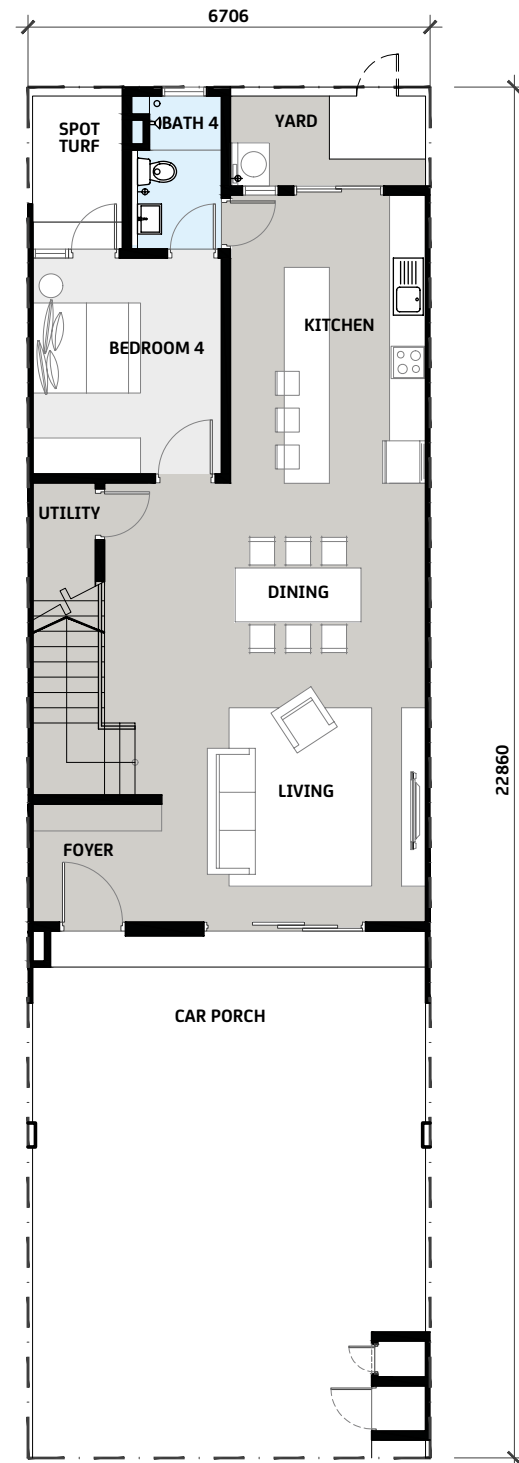 6706
SPOT
TURF
BATH 4
YARD
KITCHEN
BEDROOM 4
UTILITY
DINING
22860
LIVING
FOYER
CAR PORCH